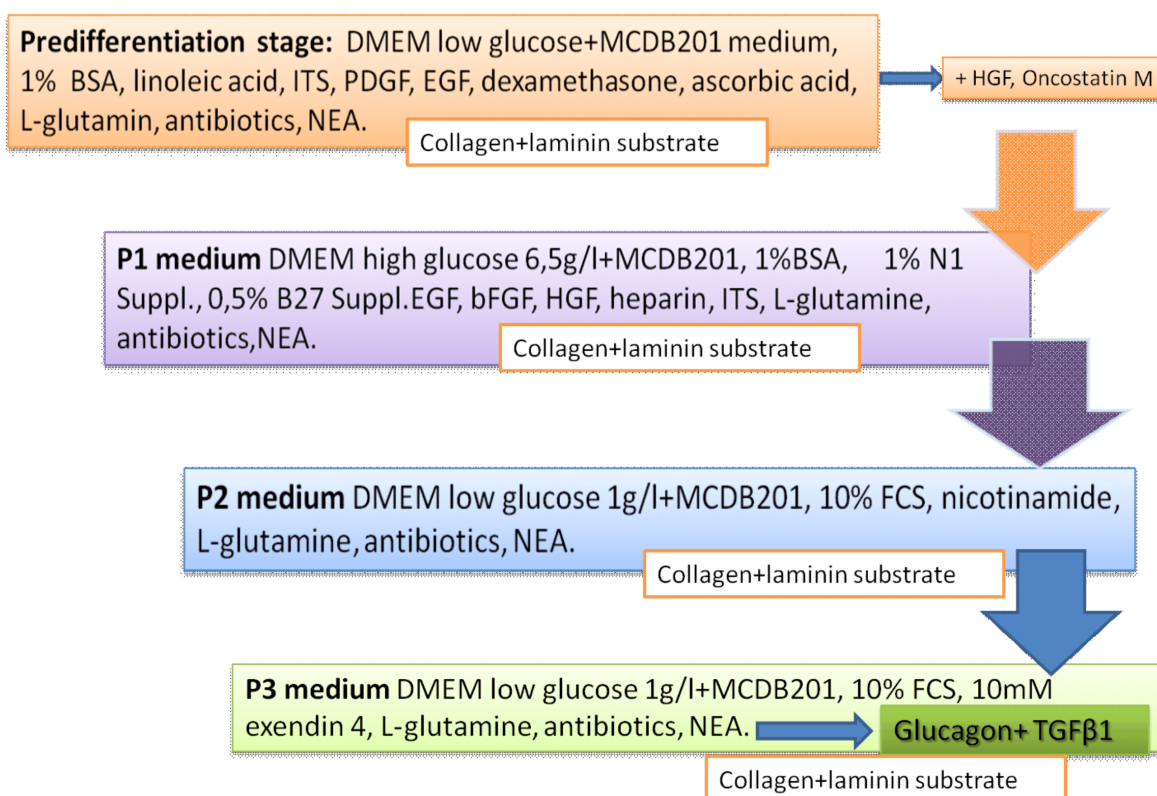 Predifferentiation stage: DMEM low glucose+MCDB201 medium,
1% BSA, linoleic acid, ITS, PDGF, EGF, dexamethasone, ascorbic acid,
L-glutamin, antibiotics, NEA.
Collagen+laminin substrate
+ HGF, Oncostatin M
P1 medium DMEM high glucose 6,5g/l+MCDB201, 1%BSA, 1% N1
Suppl., 0,5% B27 Suppl.EGF, bFGF, HGF, heparin, ITS, L-glutamine,
antibiotics,NEA.
Collagen+laminin substrate
P2 medium DMEM low glucose 1g/l+MCDB201, 10% FCS, nicotinamide,
L-glutamine, antibiotics, NEA.
Collagen+laminin substrate
P3 medium DMEM low glucose 1g/l+MCDB201, 10% FCS, 10mM
exendin 4, L-glutamine, antibiotics, NEA.
Glucagon+ TGFβ1
Collagen+laminin substrate